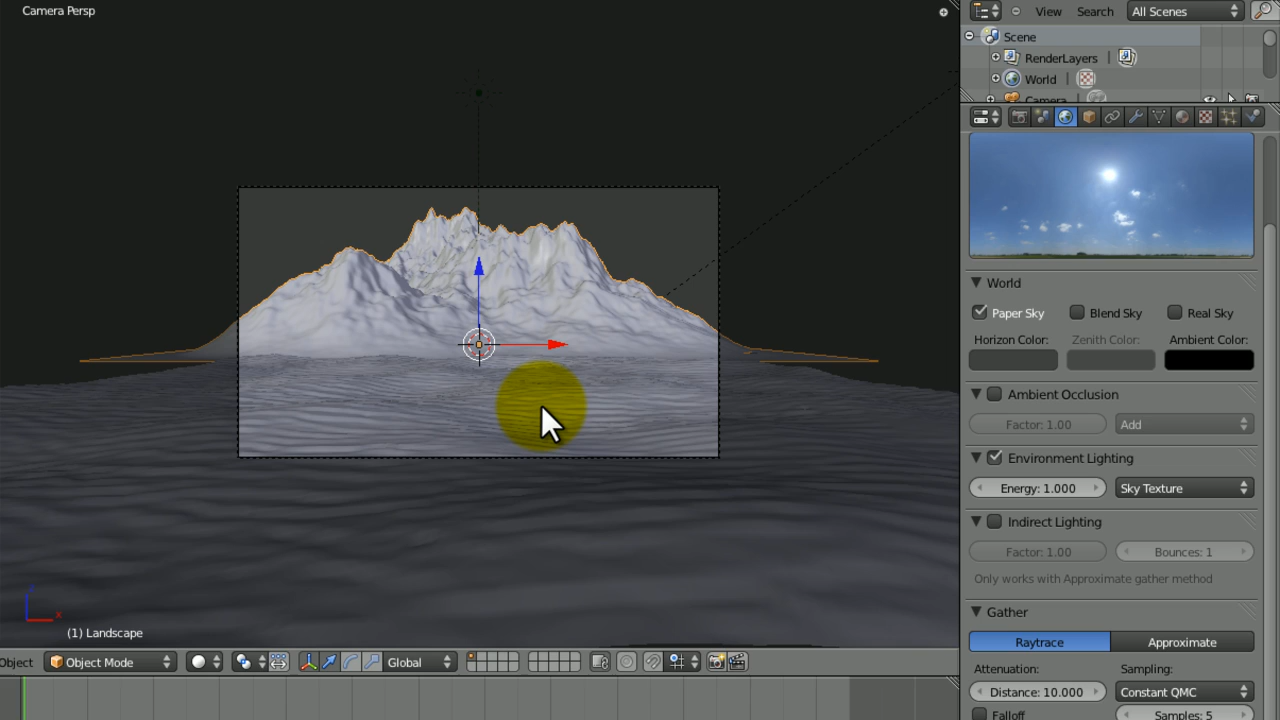 Camera Persp
View Search All Scenes
Scene
RenderLayers
World
Camera
World
Paper Sky Blend Sky Real Sky
Horizon Color: Zenith Color: Ambient Color:
Ambient Occlusion
Factor: 1.00 Add
Environment Lighting
Energy: 1.000 Sky Texture
Indirect Lighting
Factor: 1.00 Bounces: 1
Only works with Approximate gather method
Gather
Raytrace Approximate
Attenuation: Sampling:
Distance: 10.000 Constant QMC
Falloff Samples: 5
z
x
(1) Landscape
Object Object Mode Global